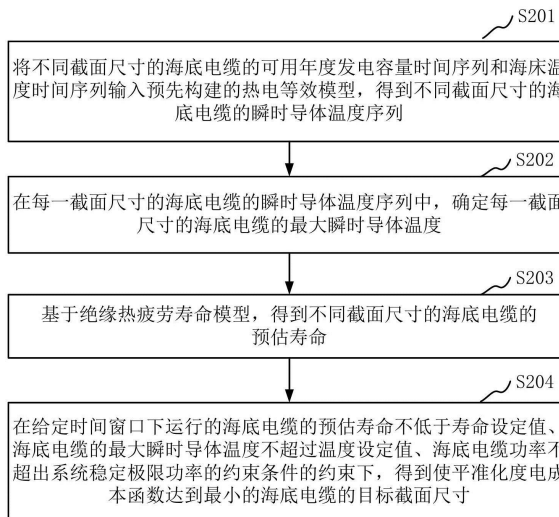 S201
将不同截面尺寸的海底电缆的可用年度发电容量时间序列和海床温
度时间序列输入预先构建的热电等效模型，得到不同截面尺寸的海
底电缆的瞬时导体温度序列
S202
在每一截面尺寸的海底电缆的瞬时导体温度序列中，确定每一截面
尺寸的海底电缆的最大瞬时导体温度
S203
基于绝缘热疲劳寿命模型，得到不同截面尺寸的海底电缆的
预估寿命
S204
在给定时间窗口下运行的海底电缆的预估寿命不低于寿命设定值、
海底电缆的最大瞬时导体温度不超过温度设定值、海底电缆功率不
超出系统稳定极限功率的约束条件的约束下，得到使平准化度电成
本函数达到最小的海底电缆的目标截面尺寸